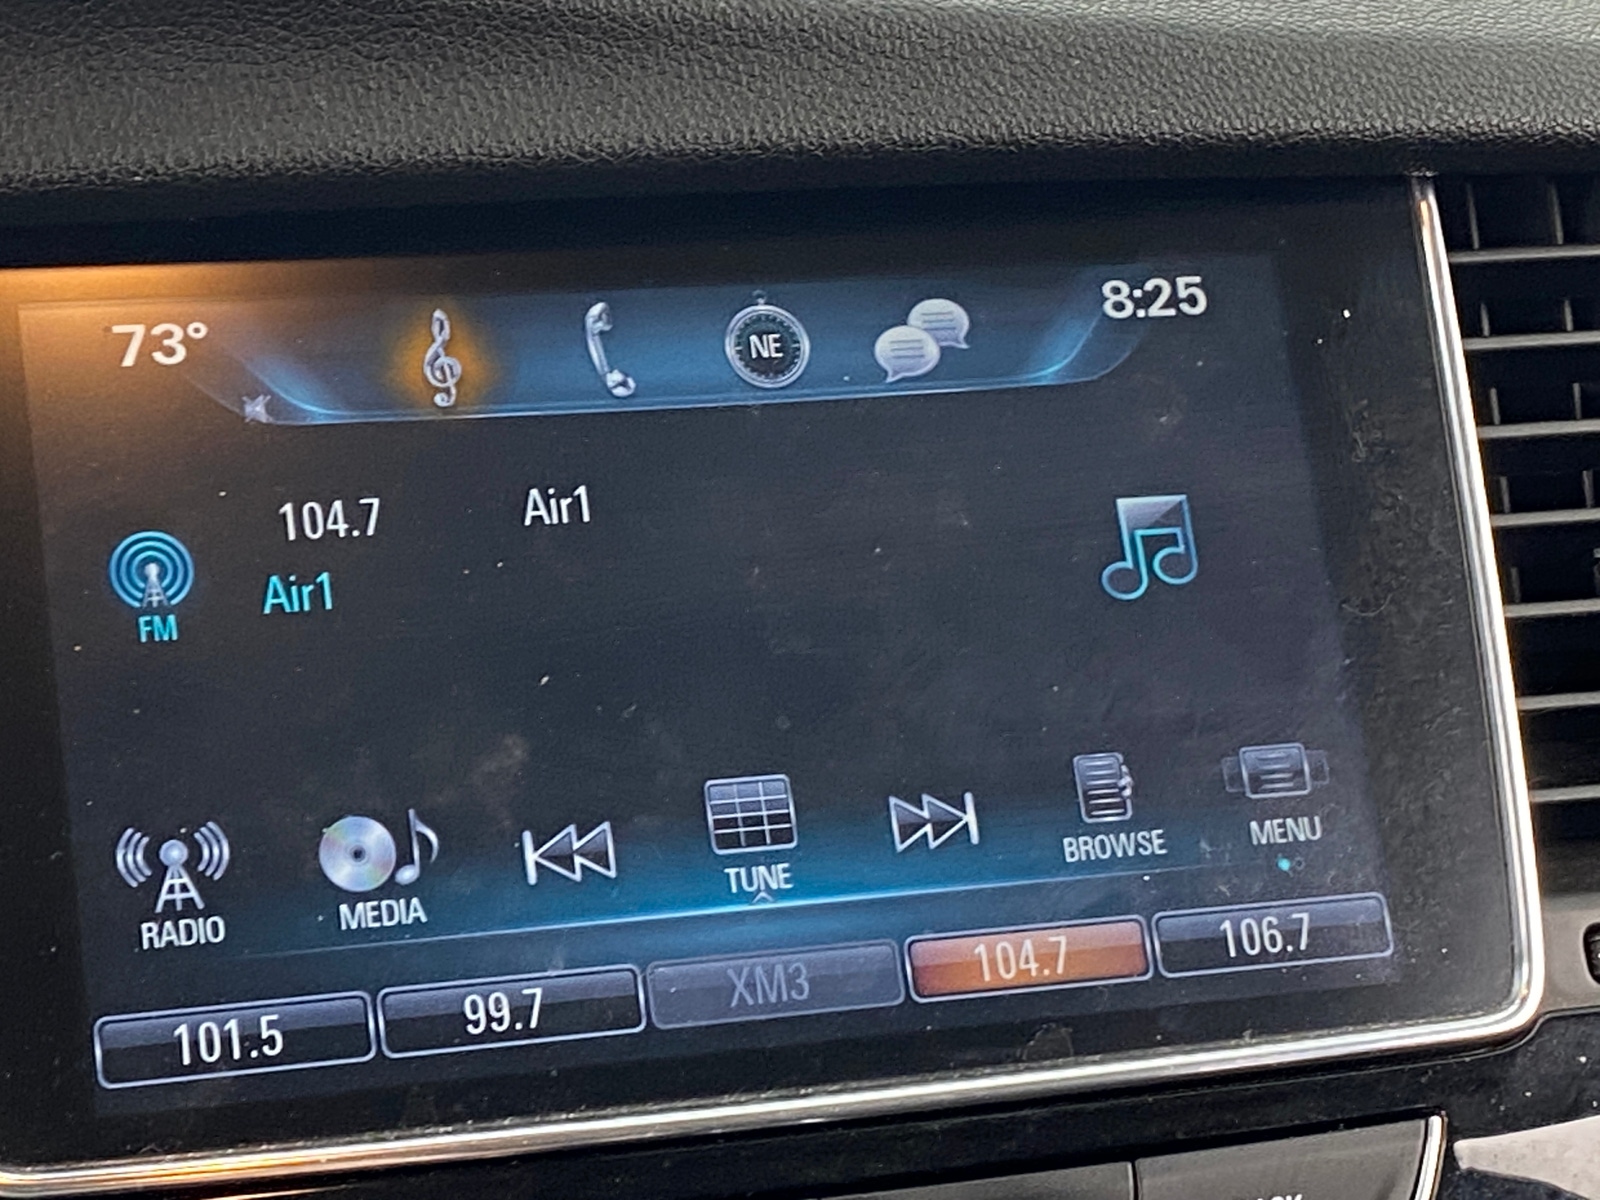 73° NE 8:25
104.7 Air1
Air1
FM
RADIO MEDIA TUNE BROWSE MENU
101.5 99.7 XM3 104.7 106.7